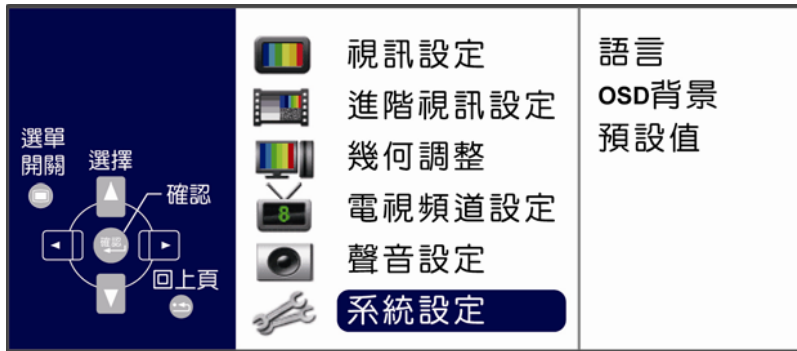 選單
開關
選擇
確認
確認
回上頁
視訊設定
進階視訊設定
幾何調整
電視頻道設定
8
聲音設定
系統設定
語言
OSD背景
預設值